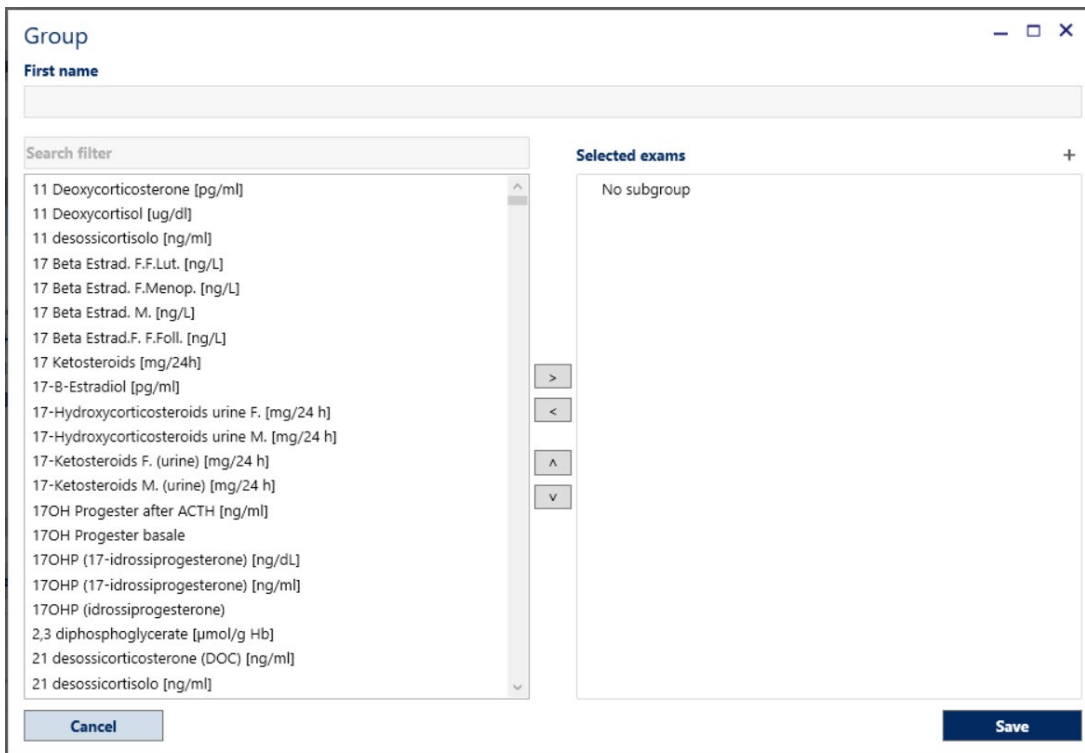 Group
First name
Search filter
11 Deoxycorticosterone [pg/ml]
11 Deoxycortisol [ug/dl]
11 desossicortisolo [ng/ml]
17 Beta Estrad. F.F.Lut. [ng/L]
17 Beta Estrad. F.Menop. [ng/L]
17 Beta Estrad. M. [ng/L]
17 Beta Estrad.F. F.Foll. [ng/L]
17 Ketosteroids [mg/24h]
17-B-Estradiol [pg/ml]
17-Hydroxycorticosteroids urine F. [mg/24 h]
17-Hydroxycorticosteroids urine M. [mg/24 h]
17-Ketosteroids F. (urine) [mg/24 h]
17-Ketosteroids M. (urine) [mg/24 h]
17OH Progester after ACTH [ng/ml]
17OH Progester basale
17OHP (17-idrossiprogesterone) [ng/dL]
17OHP (17-idrossiprogesterone) [ng/ml]
17OHP (idrossiprogesterone)
2,3 diphosphoglycerate [µmol/g Hb]
21 desossicorticosterone (DOC) [ng/ml]
21 desossicortisolo [ng/ml]
>
<
∧
∨
Selected exams +
No subgroup
Cancel
Save